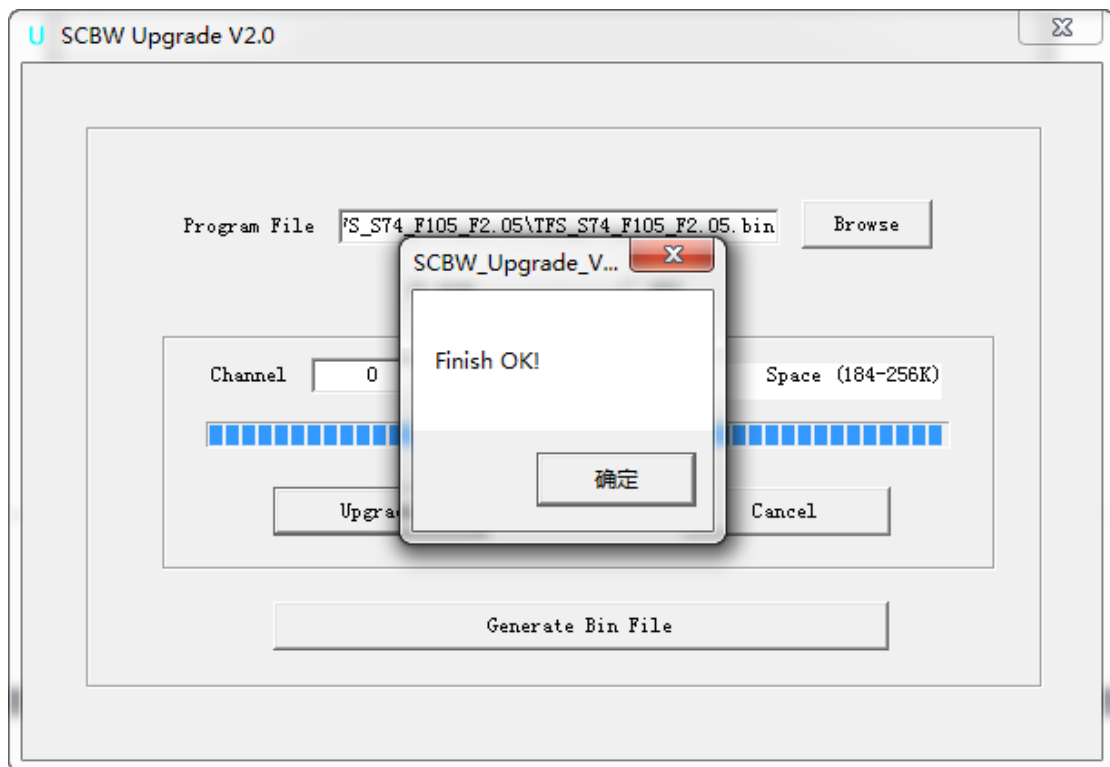 U SCBW Upgrade V2.0
Program File
S_S74_F105_F2.05\TFS_S74_F105_F2.05.bin
Browse
SCBW_Upgrade_V...
Finish OK!
Channel
0
Space (184-256K)
确定
Cancel
Generate Bin File